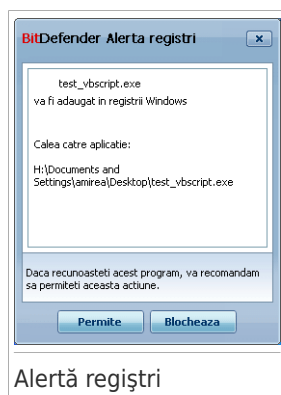 BitDefender Alerta registri
test_vbscript.exe
va fi adaugat in registrii Windows
Calea catre aplicatie:
H:\Documents and
Settings\amirea\Desktop\test_vbscript.exe
Daca recunoasteti acest program, va recomandam
sa permiteti aceasta actiune.
Permite Blocheaza
Alertă regiştri